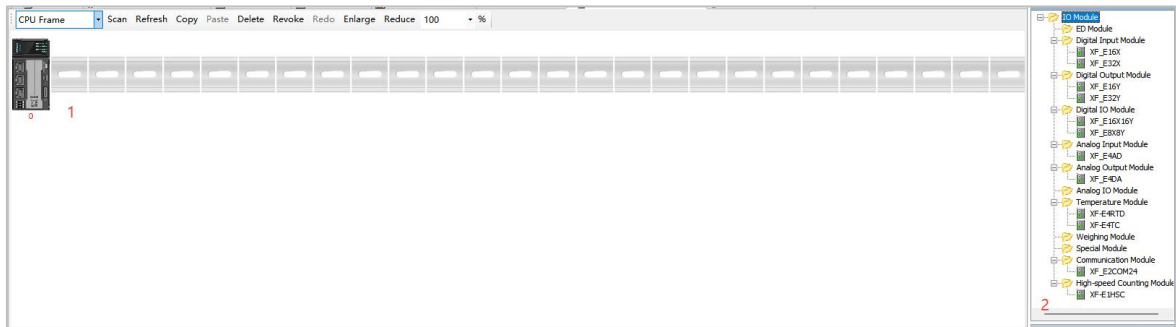 CPU Frame Scan Refresh Copy Paste Delete Revoke Redo Enlarge Reduce 100 %
0
1
IO Module
ED Module
Digital Input Module
XF_E16X
XF_E32X
Digital Output Module
XF_E16Y
XF_E32Y
Digital IO Module
XF_E16X16Y
XF_E8X8Y
Analog Input Module
XF_E4AD
Analog Output Module
XF_E4DA
Analog IO Module
Temperature Module
XF-E4RTD
XF-E4TC
Weighing Module
Special Module
Communication Module
XF_E2COM24
High-speed Counting Module
XF-E1HSC
2